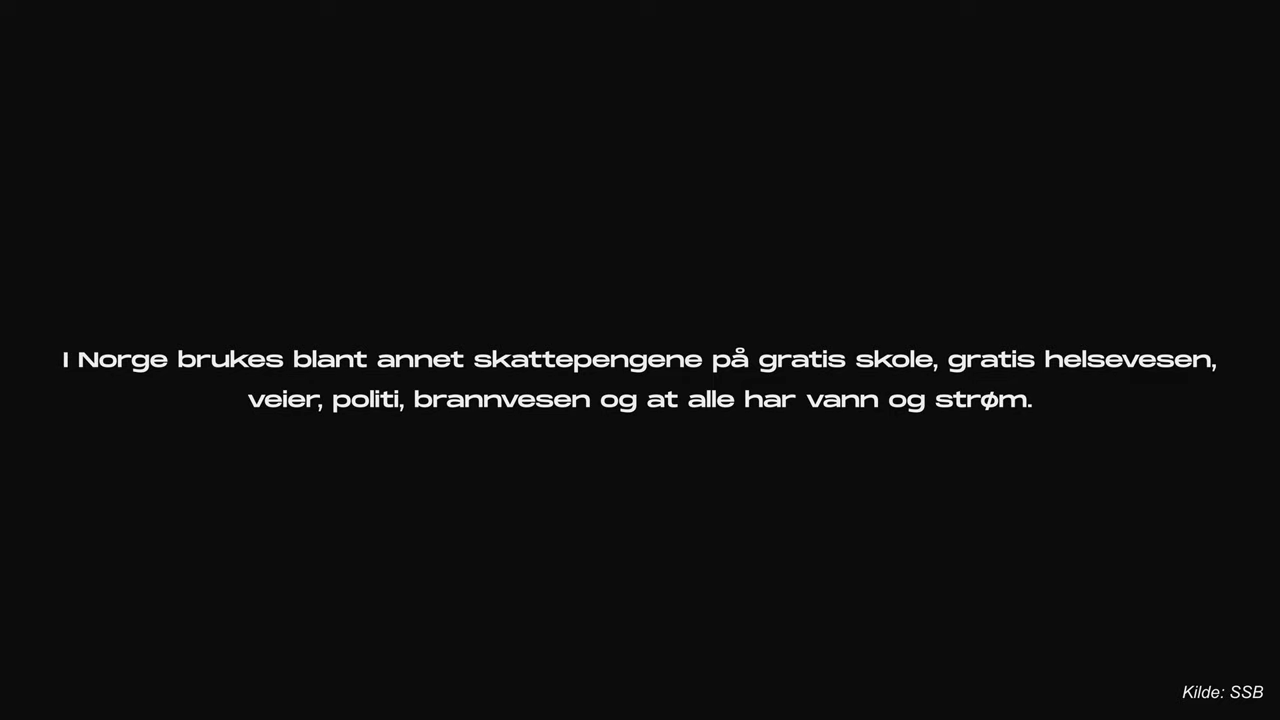 I Norge brukes blant annet skattepengene på gratis skole, gratis helsevesen,
veier, politi, brannvesen og at alle har vann og strøm.
Kilde: SSB